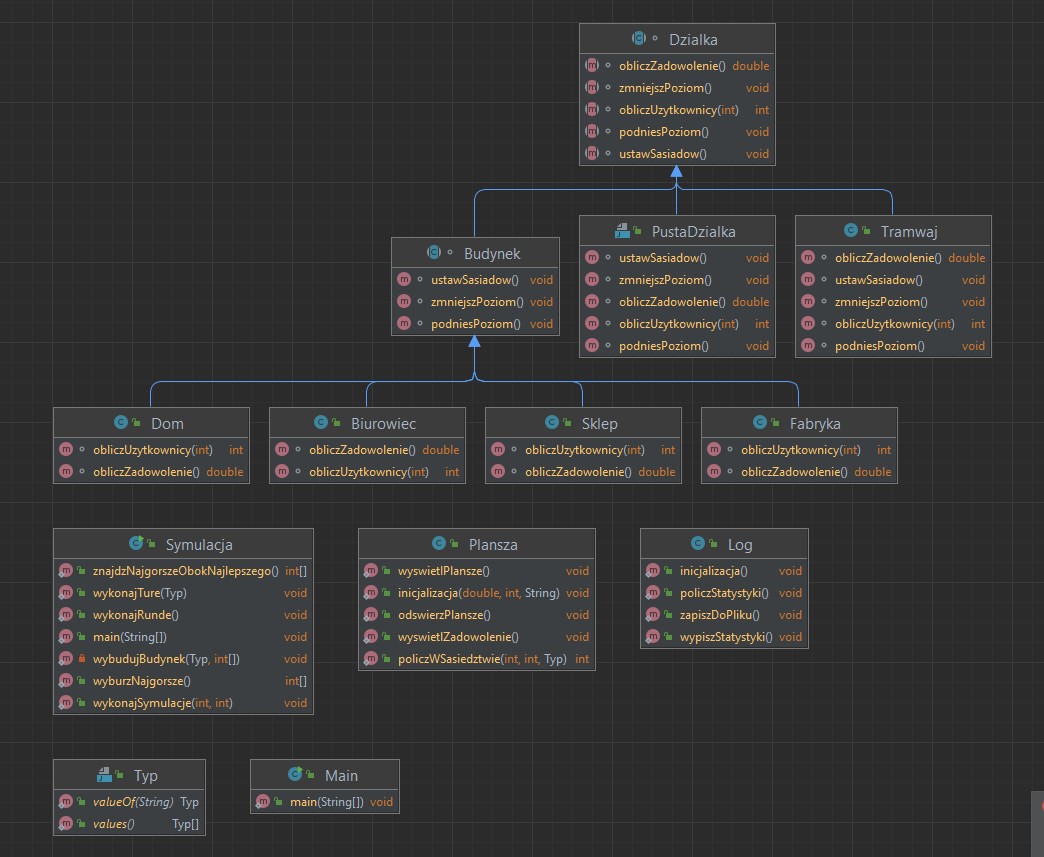 Dzialka
obliczZadowolenie() double
zmniejszPoziom() void
obliczUzytkownicy(int) int
podniesPoziom() void
ustawSasiadow() void
Budynek
ustawSasiadow() void
zmniejszPoziom() void
podniesPoziom() void
PustaDzialka
ustawSasiadow() void
zmniejszPoziom() void
obliczZadowolenie() double
obliczUzytkownicy(int) int
podniesPoziom() void
Tramwaj
obliczZadowolenie() double
ustawSasiadow() void
zmniejszPoziom() void
obliczUzytkownicy(int) int
podniesPoziom() void
Dom
obliczUzytkownicy(int) int
obliczZadowolenie() double
Biurowiec
obliczZadowolenie() double
obliczUzytkownicy(int) int
Sklep
obliczUzytkownicy(int) int
obliczZadowolenie() double
Fabryka
obliczUzytkownicy(int) int
obliczZadowolenie() double
Symulacja
znajdzNajgorszeObokNajlepszego() int[]
wykonajTure(Typ) void
wykonajRunde() void
main(String[]) void
wybudujBudynek(Typ, int[]) void
wyburzNajgorsze() int[]
wykonajSymulacje(int, int) void
Plansza
wyswietlPlansze() void
inicjalizacja(double, int, String) void
odswierzPlansze() void
wyswietlZadowolenie() void
policzWSasiedztwie(int, int, Typ) int
Log
inicjalizacja() void
policzStatystyki() void
zapiszDoPliku() void
wypiszStatystyki() void
Typ
valueOf(String) Typ
values() Typ[]
Main
main(String[]) void